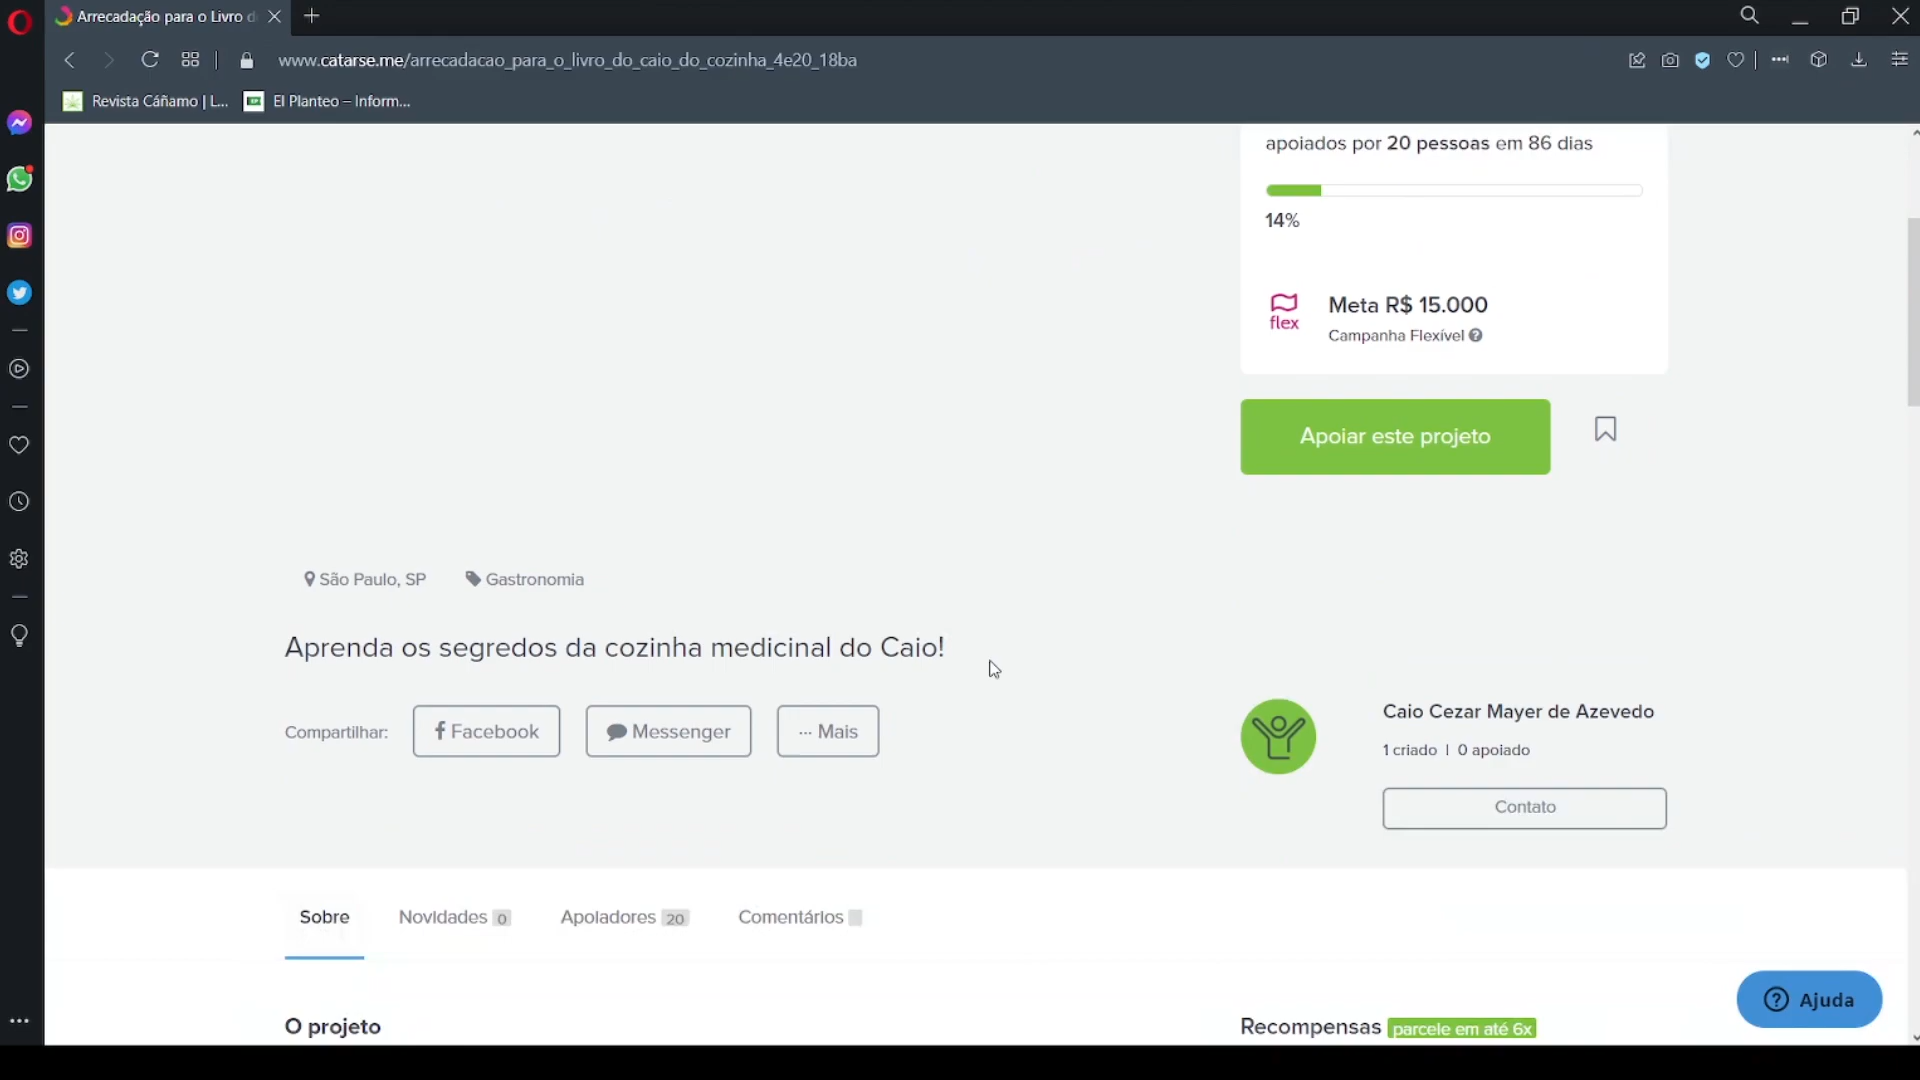 Arrecadação para o Livro d
www.catarse.me/arrecadacao_para_o_livro_do_caio_do_cozinha_4e20_18ba
Revista Cáñamo | L...
El Planteo – Inform...
apoiados por 20 pessoas em 86 dias
14%
flex
Meta R$ 15.000
Campanha Flexível ?
Apoiar este projeto
São Paulo, SP
Gastronomia
Aprenda os segredos da cozinha medicinal do Caio!
Compartilhar:
Facebook
Messenger
... Mais
Caio Cezar Mayer de Azevedo
1 criado | 0 apoiado
Contato
Sobre
Novidades 0
Apoiadores 20
Comentários
Ajuda
O projeto
Recompensas parcele em até 6x